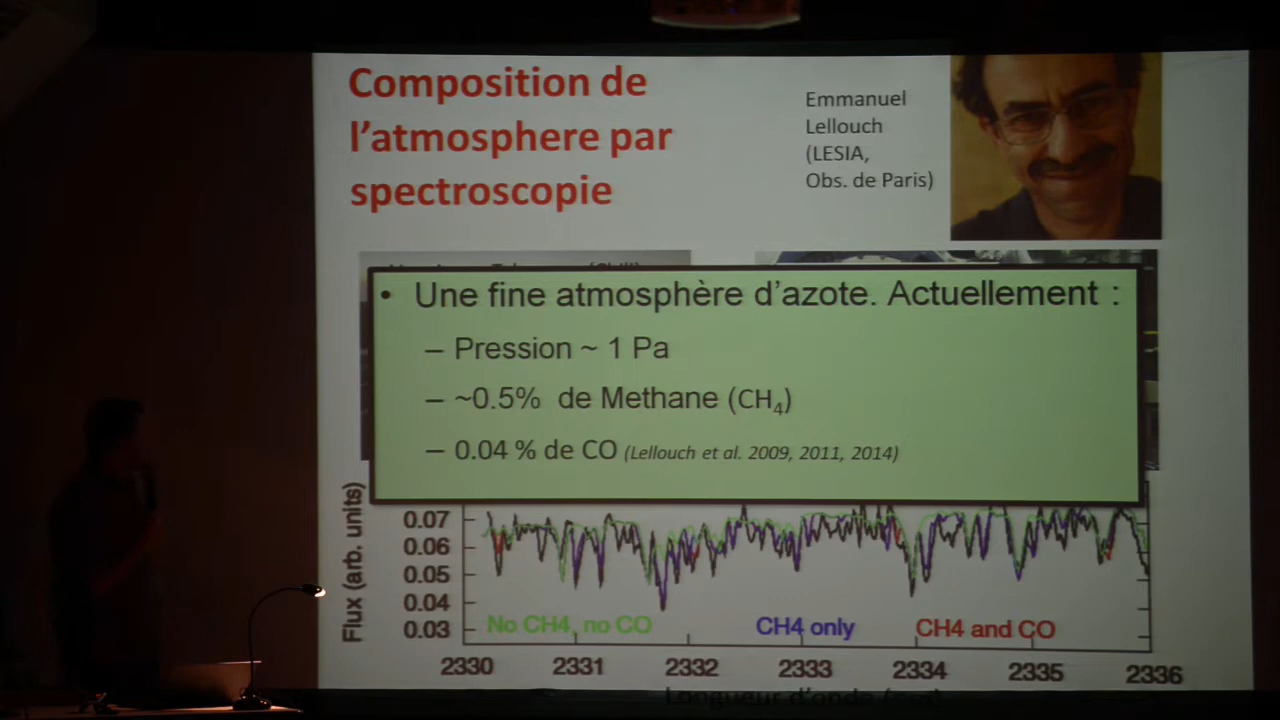 Composition de
l’atmosphere par
spectroscopie
Emmanuel
Lellouch
(LESIA,
Obs. de Paris)
• Une fine atmosphère d’azote. Actuellement :
– Pression ~ 1 Pa
– ~0.5% de Methane (CH4)
– 0.04 % de CO (Lellouch et al. 2009, 2011, 2014)
Flux (arb. units)
0.07
0.06
0.05
0.04
0.03
No CH4, no CO
CH4 only
CH4 and CO
2330 2331 2332 2333 2334 2335 2336
Longueur d’onde